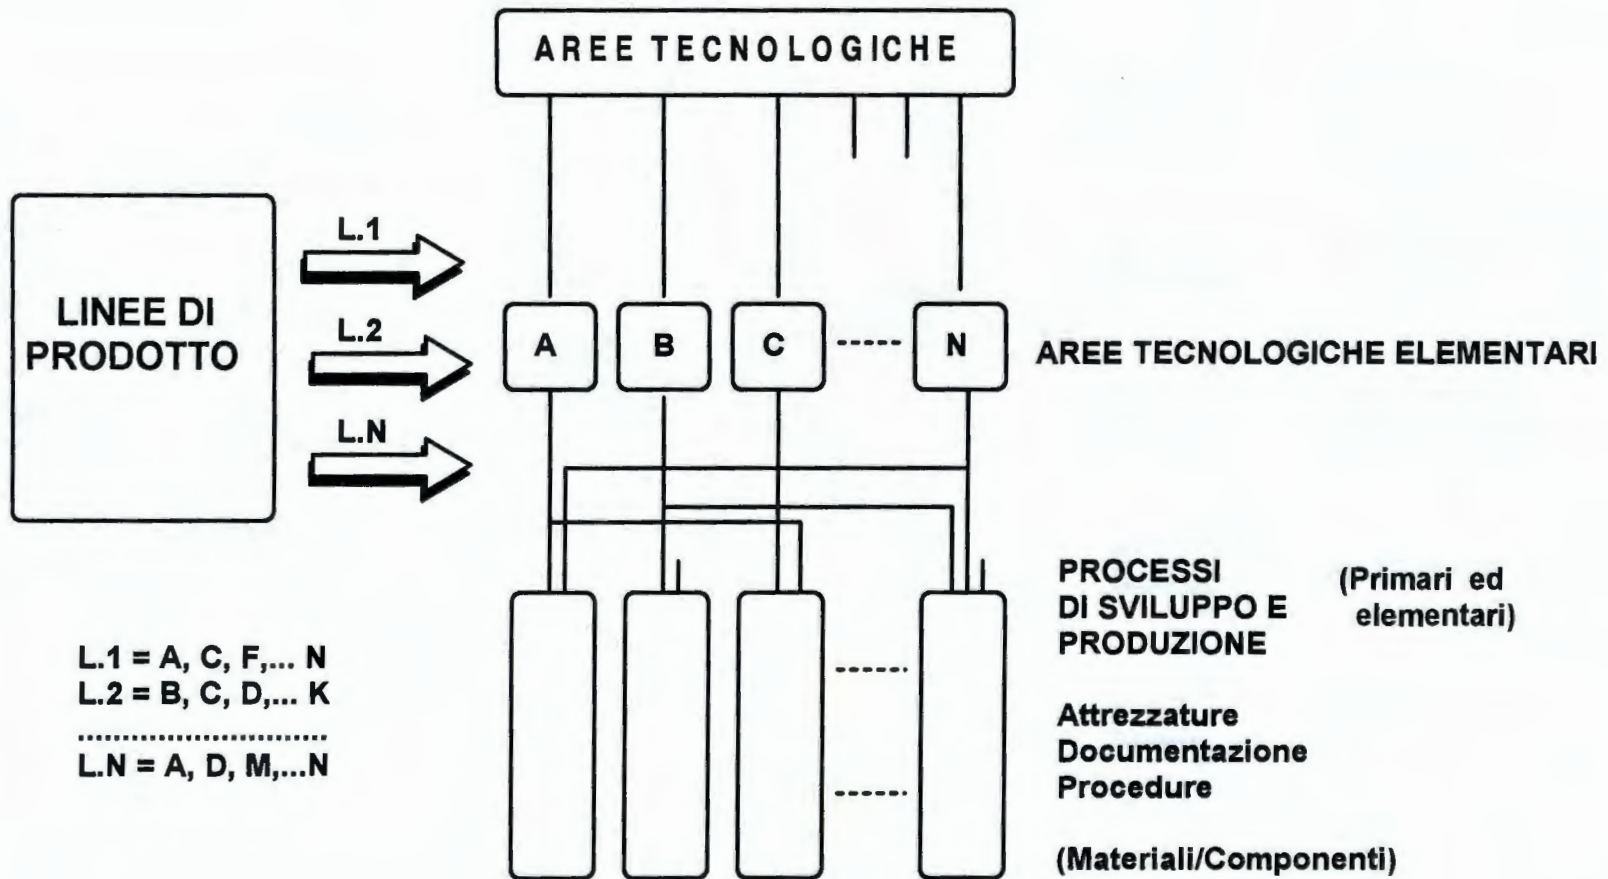 AREE TECNOLOGICHE
LINEE DI
PRODOTTO
L.1
L.2
L.N
A
B
C
N
AREE TECNOLOGICHE ELEMENTARI
L.1 = A, C, F,... N
L.2 = B, C, D,... K
L.N = A, D, M,...N
PROCESSI
DI SVILUPPO E
PRODUZIONE
(Primari ed
elementari)
Attrezzature
Documentazione
Procedure
(Materiali/Componenti)